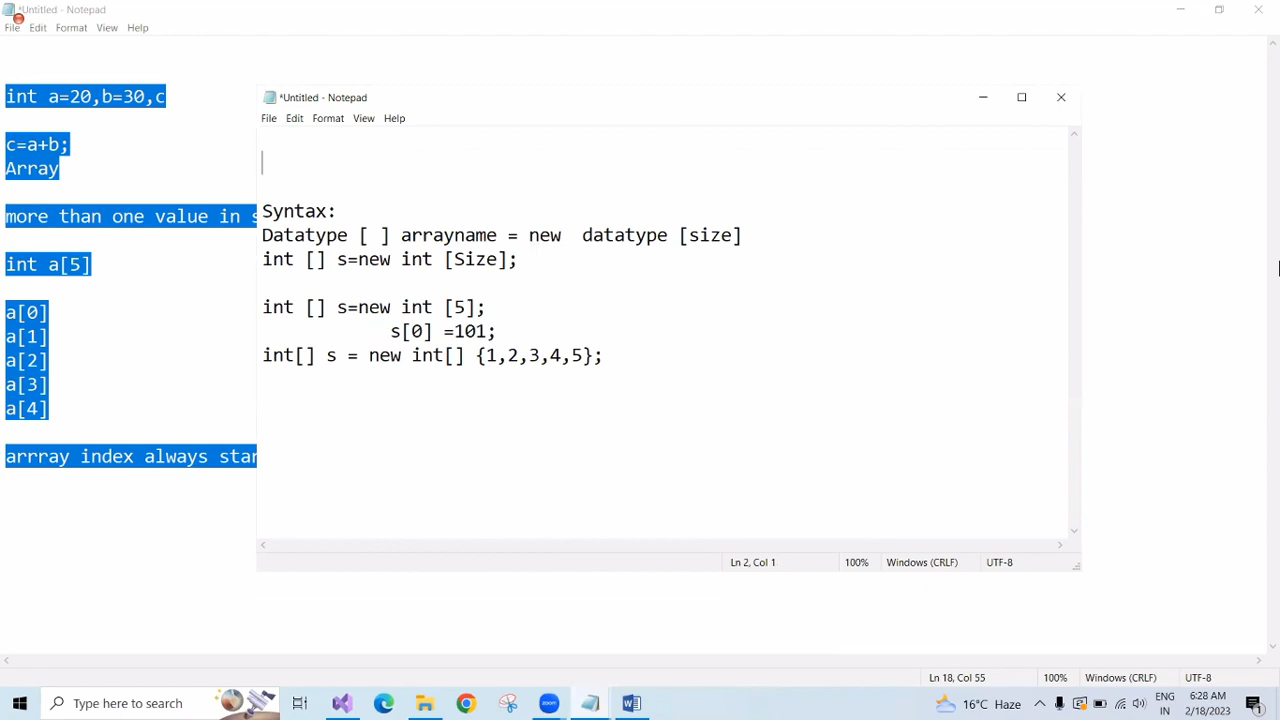 *Untitled - Notepad
File Edit Format View Help
int a=20,b=30,c
c=a+b;
Array
more than one value in s
int a[5]
a[0]
a[1]
a[2]
a[3]
a[4]
arrray index always star
*Untitled - Notepad
File Edit Format View Help
Syntax:
Datatype [ ] arrayname = new  datatype [size]
int [] s=new int [Size];
int [] s=new int [5];
s[0] =101;
int[] s = new int[] {1,2,3,4,5};
Ln 2, Col 1 100% Windows (CRLF) UTF-8
Ln 18, Col 55 100% Windows (CRLF) UTF-8
Type here to search zoom 16°C Haze ENG IN 6:28 AM 2/18/2023 1